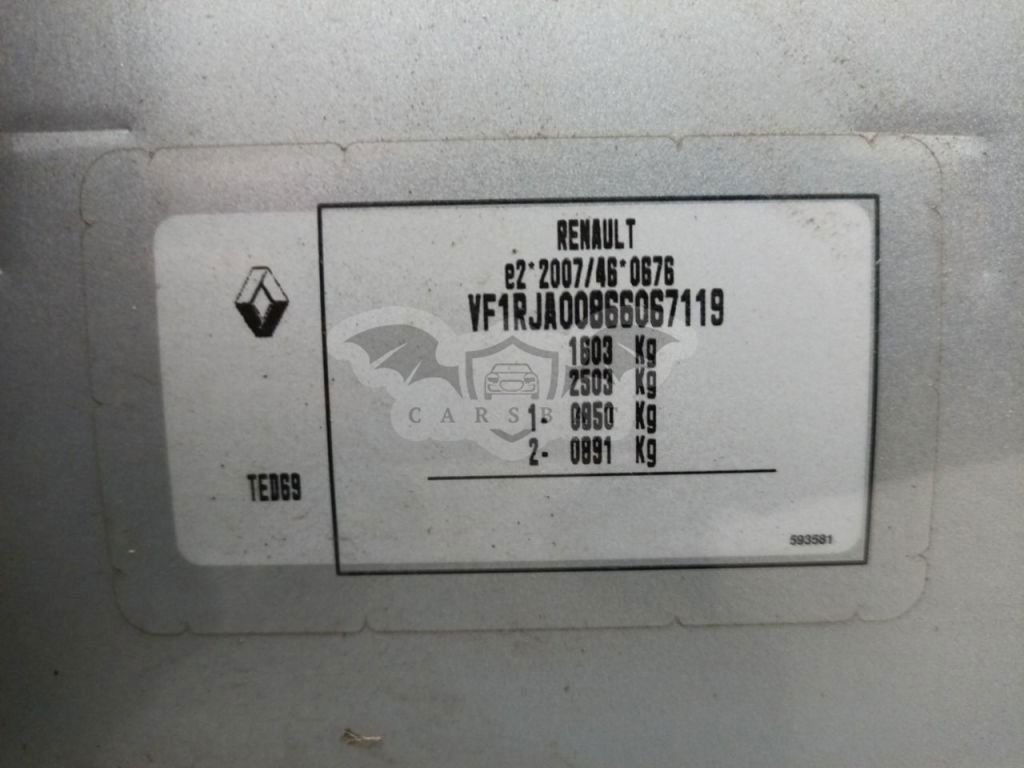 RENAULT
e2*2007/46*0676
VF1RJA00866067119
1603 Kg
2503 Kg
1- 0850 Kg
2- 0891 Kg
TED69
593581